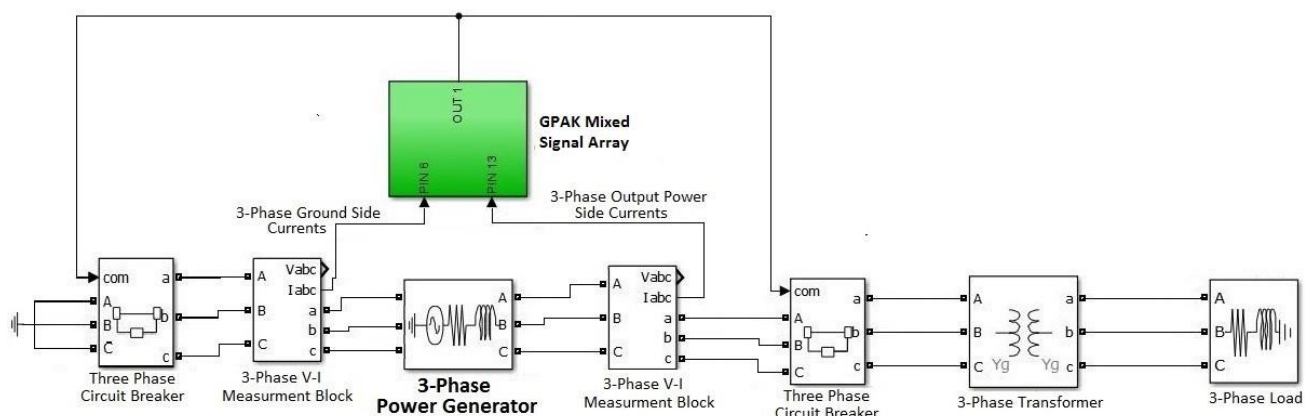 OUT 1
GPAK Mixed
Signal Array
PIN 6
PIN 13
3-Phase Ground Side
Currents
3-Phase Output Power
Side Currents
com
A
B
C
a
b
c
Three Phase
Circuit Breaker
A
B
C
Vabc
Iabc
a
b
c
3-Phase V-I
Measurment Block
A
B
C
3-Phase
Power Generator
A
B
C
Vabc
Iabc
a
b
c
3-Phase V-I
Measurment Block
com
A
B
C
a
b
c
Three Phase
Circuit Breaker
A
B
C
a
b
c
Yg
Yg
3-Phase Transformer
A
B
C
3-Phase Load